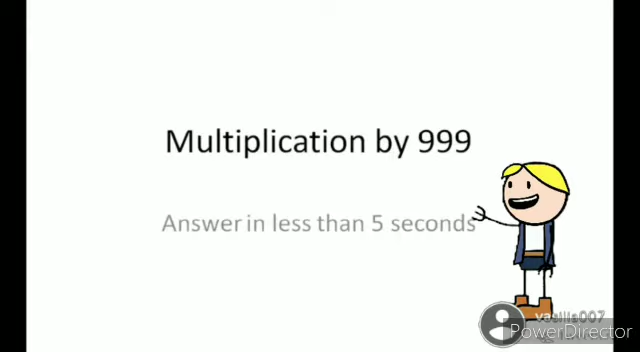 Multiplication by 999
Answer in less than 5 seconds
PowerDirector